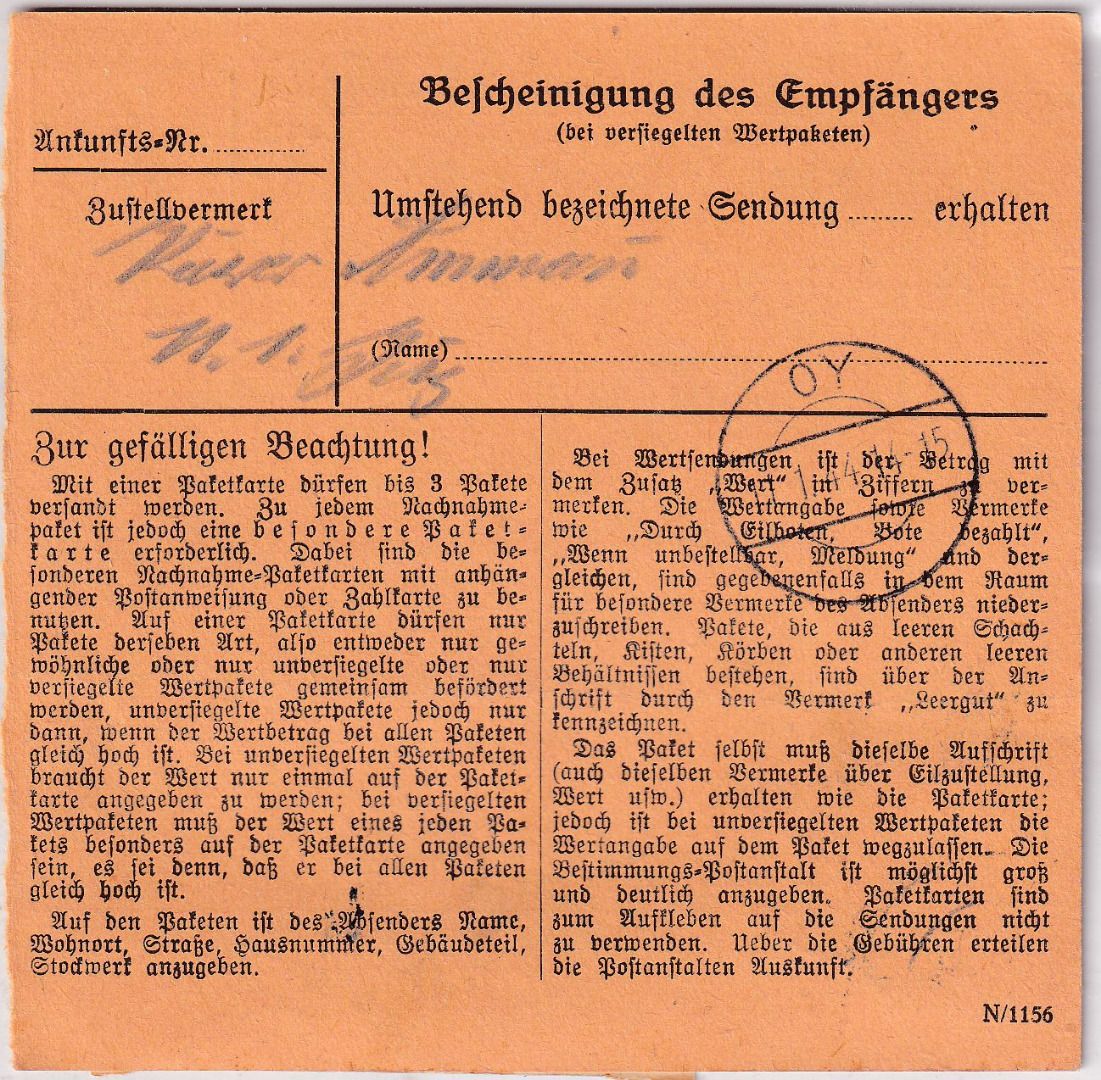 Ankunfts-Nr. ............
Zustellvermerk
Bescheinigung des Empfängers
(bei versiegelten Wertpaketen)
Umstehend bezeichnete Sendung ........ erhalten
(Name) ........................
OY
1.44.14-15
Zur gefälligen Beachtung!
Mit einer Paketkarte dürfen bis 3 Pakete
versandt werden. Zu jedem Nachnahme-
paket ist jedoch eine besondere Paket-
karte erforderlich. Dabei sind die be-
sonderen Nachnahme-Paketkarten mit anhän-
gender Postanweisung oder Zahlkarte zu be-
nutzen. Auf einer Paketkarte dürfen nur
Pakete derseben Art, also entweder nur ge-
wöhnliche oder nur unversiegelte oder nur
versiegelte Wertpakete gemeinsam befördert
werden, unversiegelte Wertpakete jedoch nur
dann, wenn der Wertbetrag bei allen Paketen
gleich hoch ist. Bei unversiegelten Wertpaketen
braucht der Wert nur einmal auf der Paket-
karte angegeben zu werden; bei versiegelten
Wertpaketen muß der Wert eines jeden Pa-
kets besonders auf der Paketkarte angegeben
sein, es sei denn, daß er bei allen Paketen
gleich hoch ist.
Auf den Paketen ist des Absenders Name,
Wohnort, Straße, Hausnummer, Gebäudeteil,
Stockwerk anzugeben.
Bei Wertsendungen ist der Betrag mit
dem Zusatz „Wert" in Ziffern zu ver-
merken. Die Wertangabe sowie Vermerke
wie „Durch Eilboten, Bote bezahlt",
„Wenn unbestellbar, Meldung" und der-
gleichen, sind gegebenenfalls in dem Raum
für besondere Vermerke des Absenders nieder-
zuschreiben. Pakete, die aus leeren Schach-
teln, Kisten, Körben oder anderen leeren
Behältnissen bestehen, sind über der An-
schrift durch den Vermerk „Leergut" zu
kennzeichnen.
Das Paket selbst muß dieselbe Aufschrift
(auch dieselben Vermerke über Eilzustellung,
Wert usw.) erhalten wie die Paketkarte;
jedoch ist bei unversiegelten Wertpaketen die
Wertangabe auf dem Paket wegzulassen. Die
Bestimmungs-Postanstalt ist möglichst groß
und deutlich anzugeben. Paketkarten sind
zum Aufkleben auf die Sendungen nicht
zu verwenden. Ueber die Gebühren erteilen
die Postanstalten Auskunft.
N/1156